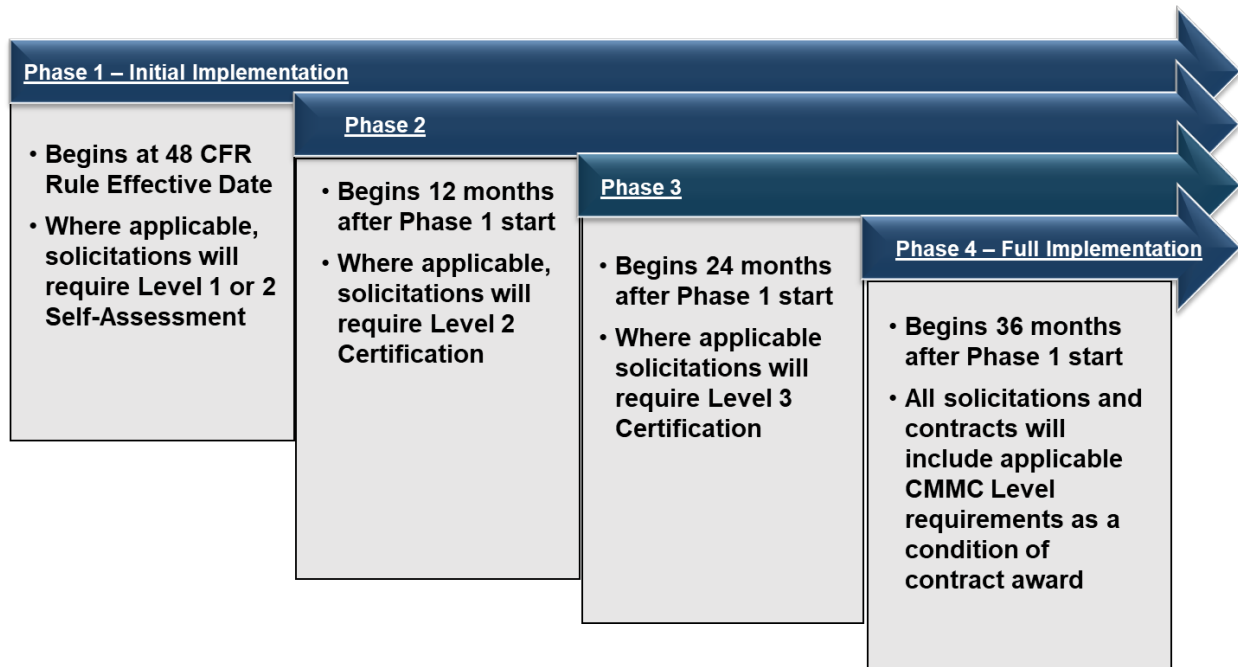 Phase 1 – Initial Implementation
• Begins at 48 CFR
Rule Effective Date
• Where applicable,
solicitations will
require Level 1 or 2
Self-Assessment
Phase 2
• Begins 12 months
after Phase 1 start
• Where applicable,
solicitations will
require Level 2
Certification
Phase 3
• Begins 24 months
after Phase 1 start
• Where applicable
solicitations will
require Level 3
Certification
Phase 4 – Full Implementation
• Begins 36 months
after Phase 1 start
• All solicitations and
contracts will
include applicable
CMMC Level
requirements as a
condition of
contract award